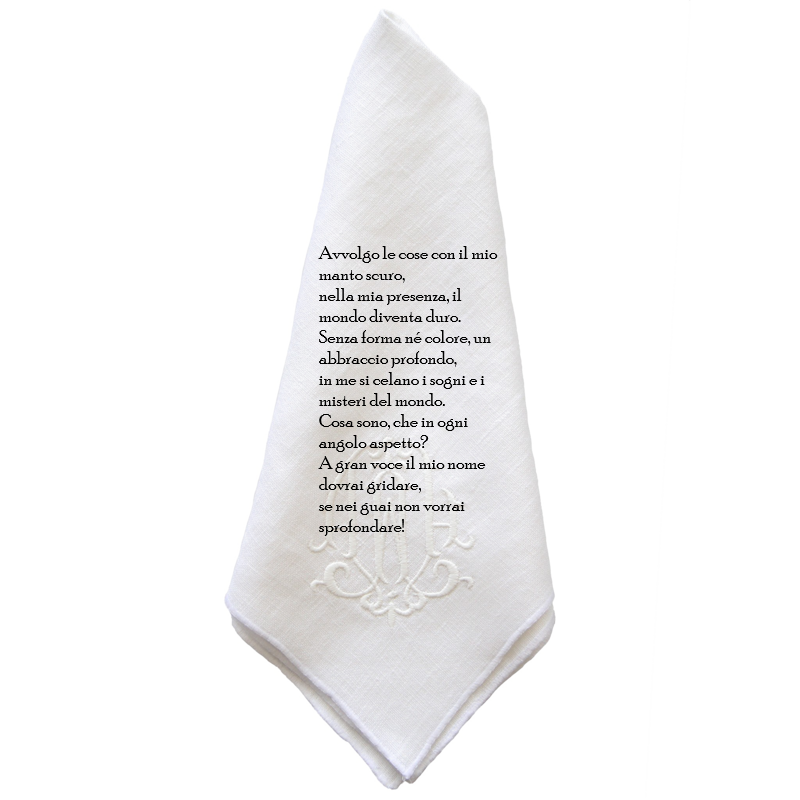 Avvolgo le cose con il mio
manto scuro,
nella mia presenza, il
mondo diventa duro.
Senza forma né colore, un
abbraccio profondo,
in me si celano i sogni e i
misteri del mondo.
Cosa sono, che in ogni
angolo aspetto?
A gran voce il mio nome
dovrai gridare,
se nei guai non vorrai
sprofondare!